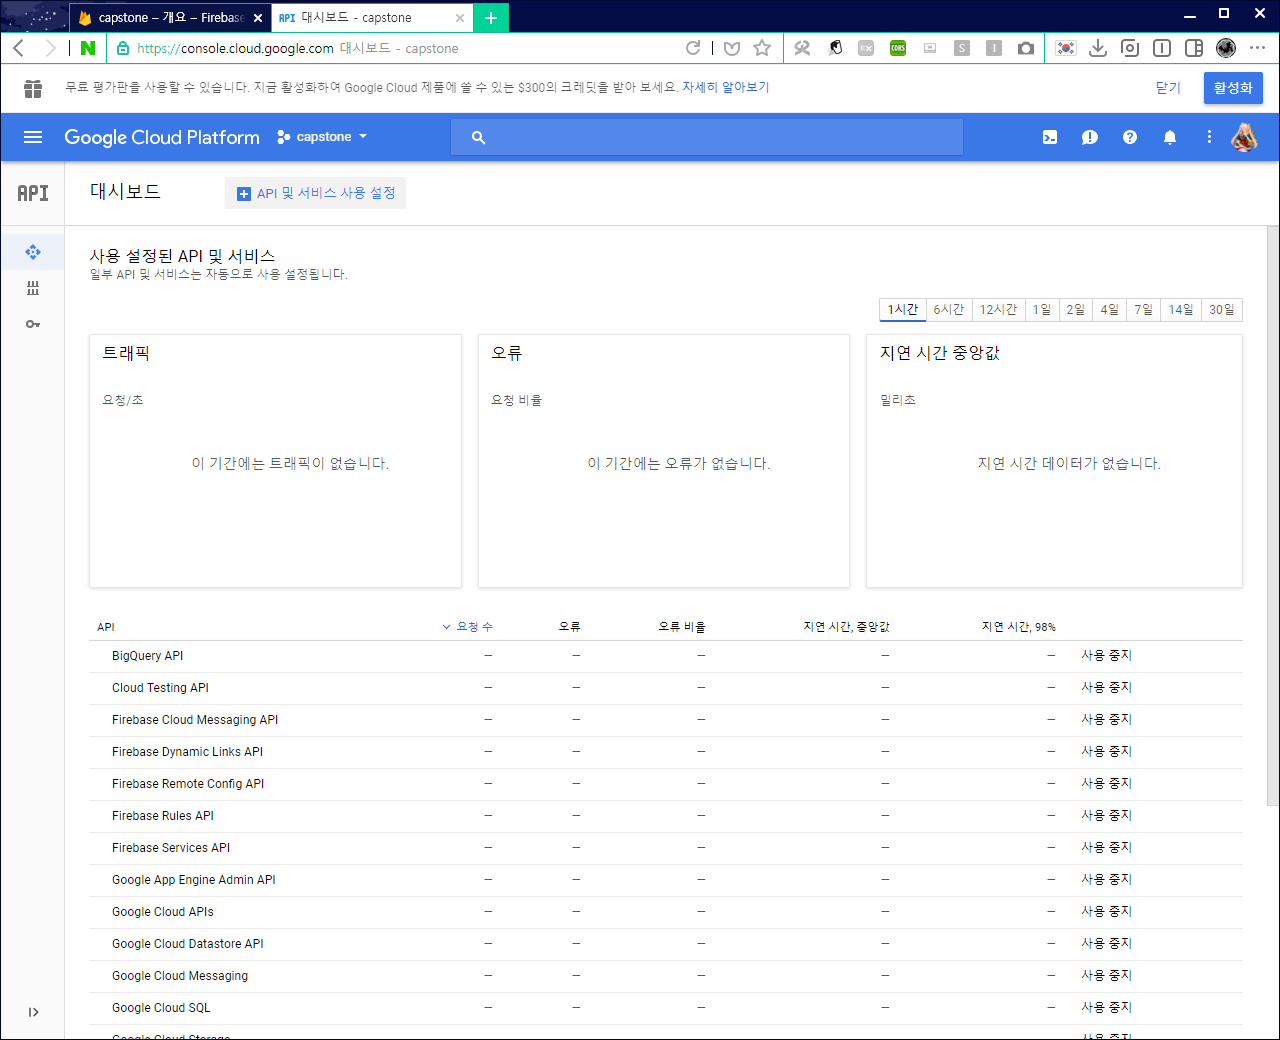 capstone – 개요 – Firebase
API 대시보드 - capstone
https://console.cloud.google.com 대시보드 - capstone
CORS
S
I
무료 평가판을 사용할 수 있습니다. 지금 활성화하여 Google Cloud 제품에 쓸 수 있는 $300의 크레딧을 받아 보세요. 자세히 알아보기
닫기
활성화
Google Cloud Platform
capstone
API
대시보드
API 및 서비스 사용 설정
사용 설정된 API 및 서비스
일부 API 및 서비스는 자동으로 사용 설정됩니다.
1시간 6시간 12시간 1일 2일 4일 7일 14일 30일
트래픽
요청/초
이 기간에는 트래픽이 없습니다.
오류
요청 비율
이 기간에는 오류가 없습니다.
지연 시간 중앙값
밀리초
지연 시간 데이터가 없습니다.
API 요청 수 오류 오류 비율 지연 시간, 중앙값 지연 시간, 98%
BigQuery API – – – – – 사용 중지
Cloud Testing API – – – – – 사용 중지
Firebase Cloud Messaging API – – – – – 사용 중지
Firebase Dynamic Links API – – – – – 사용 중지
Firebase Remote Config API – – – – – 사용 중지
Firebase Rules API – – – – – 사용 중지
Firebase Services API – – – – – 사용 중지
Google App Engine Admin API – – – – – 사용 중지
Google Cloud APIs – – – – – 사용 중지
Google Cloud Datastore API – – – – – 사용 중지
Google Cloud Messaging – – – – – 사용 중지
Google Cloud SQL – – – – – 사용 중지
Google Cloud Storage – – – – – 사용 중지